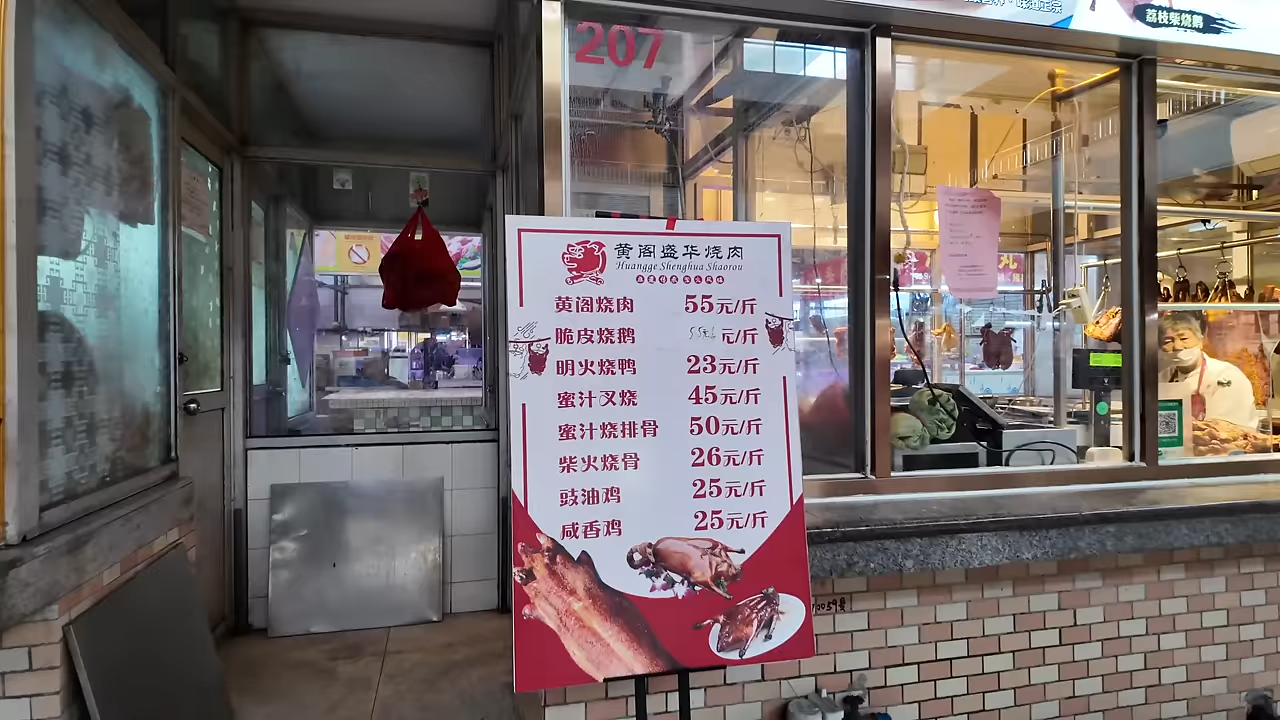 荔枝柴烧鹅
207
黄阁盛华烧肉
Huangge Shenghua Shaorou
黄阁烧肉 55元/斤
脆皮烧鹅 元/斤
明火烧鸭 23元/斤
蜜汁叉烧 45元/斤
蜜汁烧排骨 50元/斤
柴火烧骨 26元/斤
豉油鸡 25元/斤
咸香鸡 25元/斤